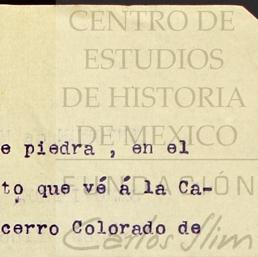 CENTRO DE
ESTUDIOS
DE HISTORIA
DE MEXICO
e piedra , en el
FUNDACIÓN
to que vé á la Ca-
Carlos Slim
cerro Colorado de